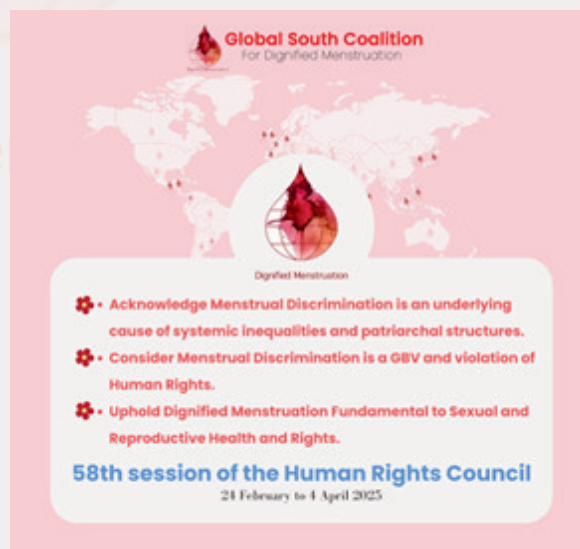 Global South Coalition
For Dignified Menstruation
Dignified Menstruation
• Acknowledge Menstrual Discrimination is an underlying
cause of systemic inequalities and patriarchal structures.
• Consider Menstrual Discrimination is a GBV and violation of
Human Rights.
• Uphold Dignified Menstruation Fundamental to Sexual and
Reproductive Health and Rights.
58th session of the Human Rights Council
24 February to 4 April 2025